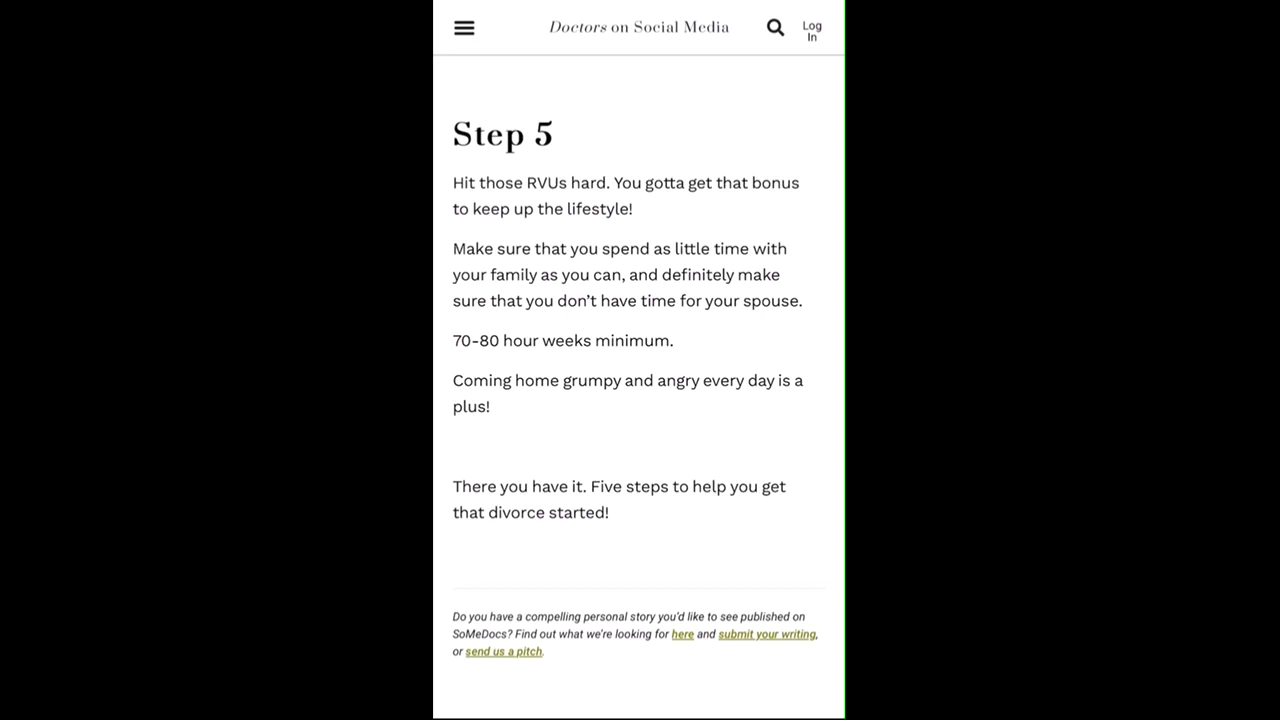 Doctors on Social Media
Log
In
Step 5
Hit those RVUs hard. You gotta get that bonus
to keep up the lifestyle!
Make sure that you spend as little time with
your family as you can, and definitely make
sure that you don’t have time for your spouse.
70-80 hour weeks minimum.
Coming home grumpy and angry every day is a
plus!
There you have it. Five steps to help you get
that divorce started!
Do you have a compelling personal story you’d like to see published on
SoMeDocs? Find out what we’re looking for here and submit your writing,
or send us a pitch.